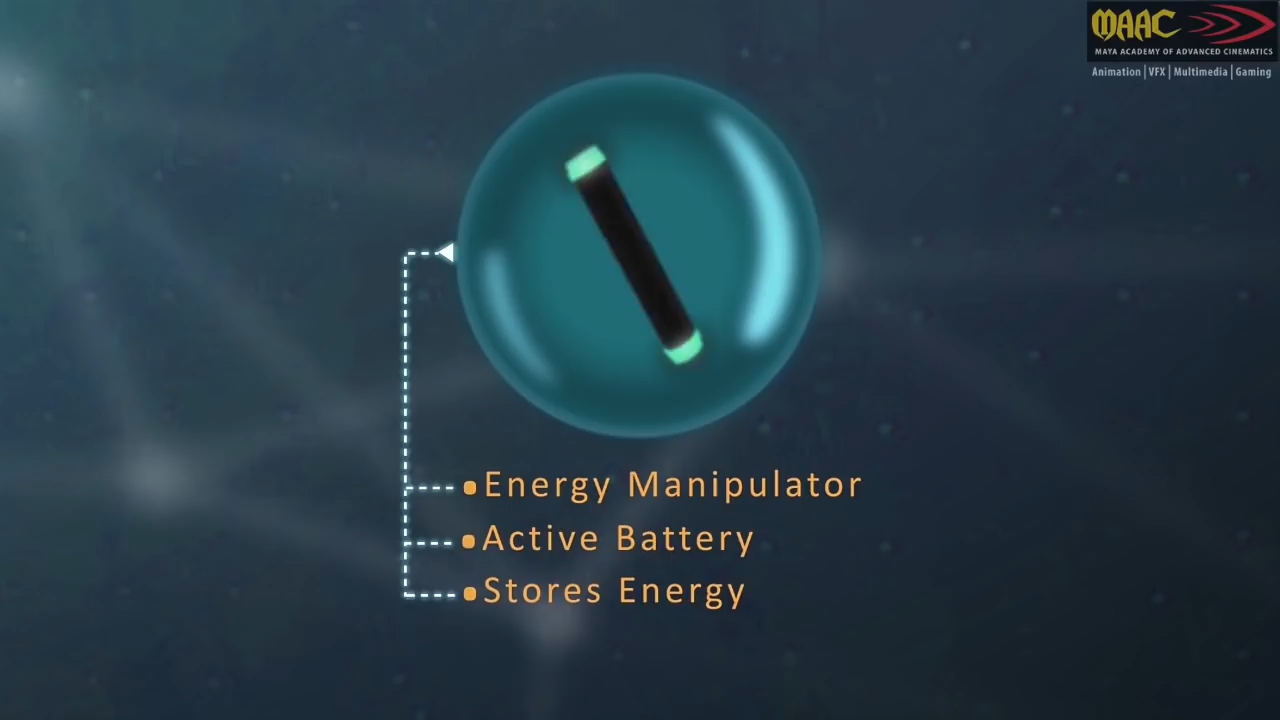 MAAC
MAYA ACADEMY OF ADVANCED CINEMATICS
Animation | VFX | Multimedia | Gaming
Energy Manipulator
Active Battery
Stores Energy